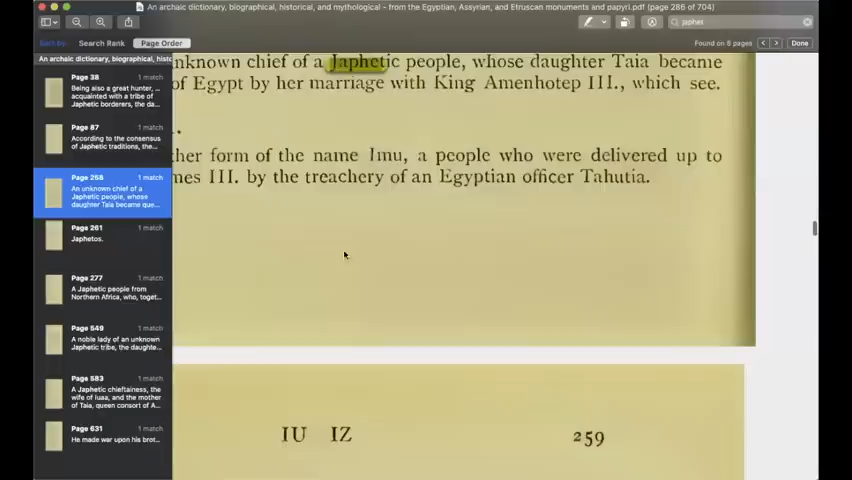 An archaic dictionary, biographical, historical, and mythological - from the Egyptian, Assyrian, and Etruscan monuments and papyri.pdf (page 286 of 704)
japhet
Sort by: Search Rank Page Order
Found on 8 pages
Done
An archaic dictionary, biographical, histo
Page 38 1 match
Being also a great hunter, ...
acquainted with a tribe of
Japhetic borderers, the da...
Page 87 1 match
According to the consensus
of Japhetic traditions, the...
Page 258 1 match
An unknown chief of a
Japhetic people, whose
daughter Taia became que...
Page 261 1 match
Japhetos.
Page 277 1 match
A Japhetic people from
Northern Africa, who, toget...
Page 549 1 match
A noble lady of an unknown
Japhetic tribe, the daughte...
Page 583 1 match
A Japhetic chieftainess, the
wife of Iuaa, and the mother
of Taia, queen consort of A...
Page 631 1 match
He made war upon his brot...
nknown chief of a Japhetic people, whose daughter Taia became
of Egypt by her marriage with King Amenhotep III., which see.
ther form of the name Imu, a people who were delivered up to
mes III. by the treachery of an Egyptian officer Tahutia.
IU IZ 259